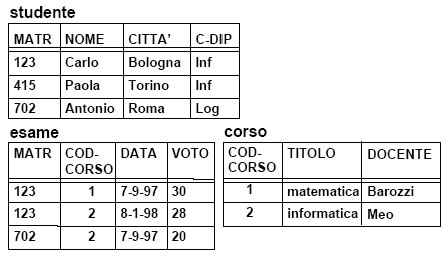 studente
MATR NOME CITTA' C-DIP
123 Carlo Bologna Inf
415 Paola Torino Inf
702 Antonio Roma Log
esame
MATR COD-CORSO DATA VOTO
123 1 7-9-97 30
123 2 8-1-98 28
702 2 7-9-97 20
corso
COD-CORSO TITOLO DOCENTE
1 matematica Barozzi
2 informatica Meo